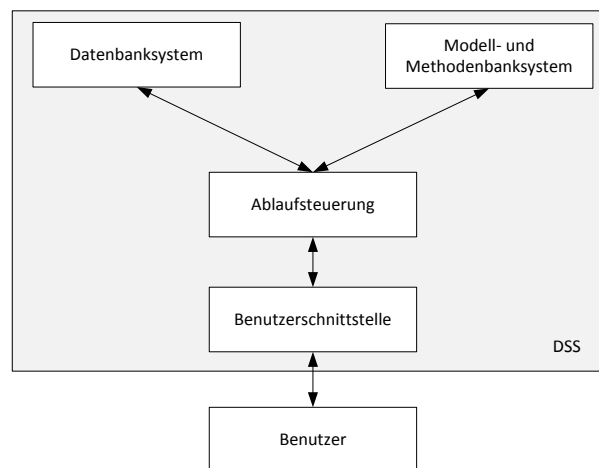 Datenbanksystem
Modell- und
Methodenbanksystem
Ablaufsteuerung
Benutzerschnittstelle
DSS
Benutzer